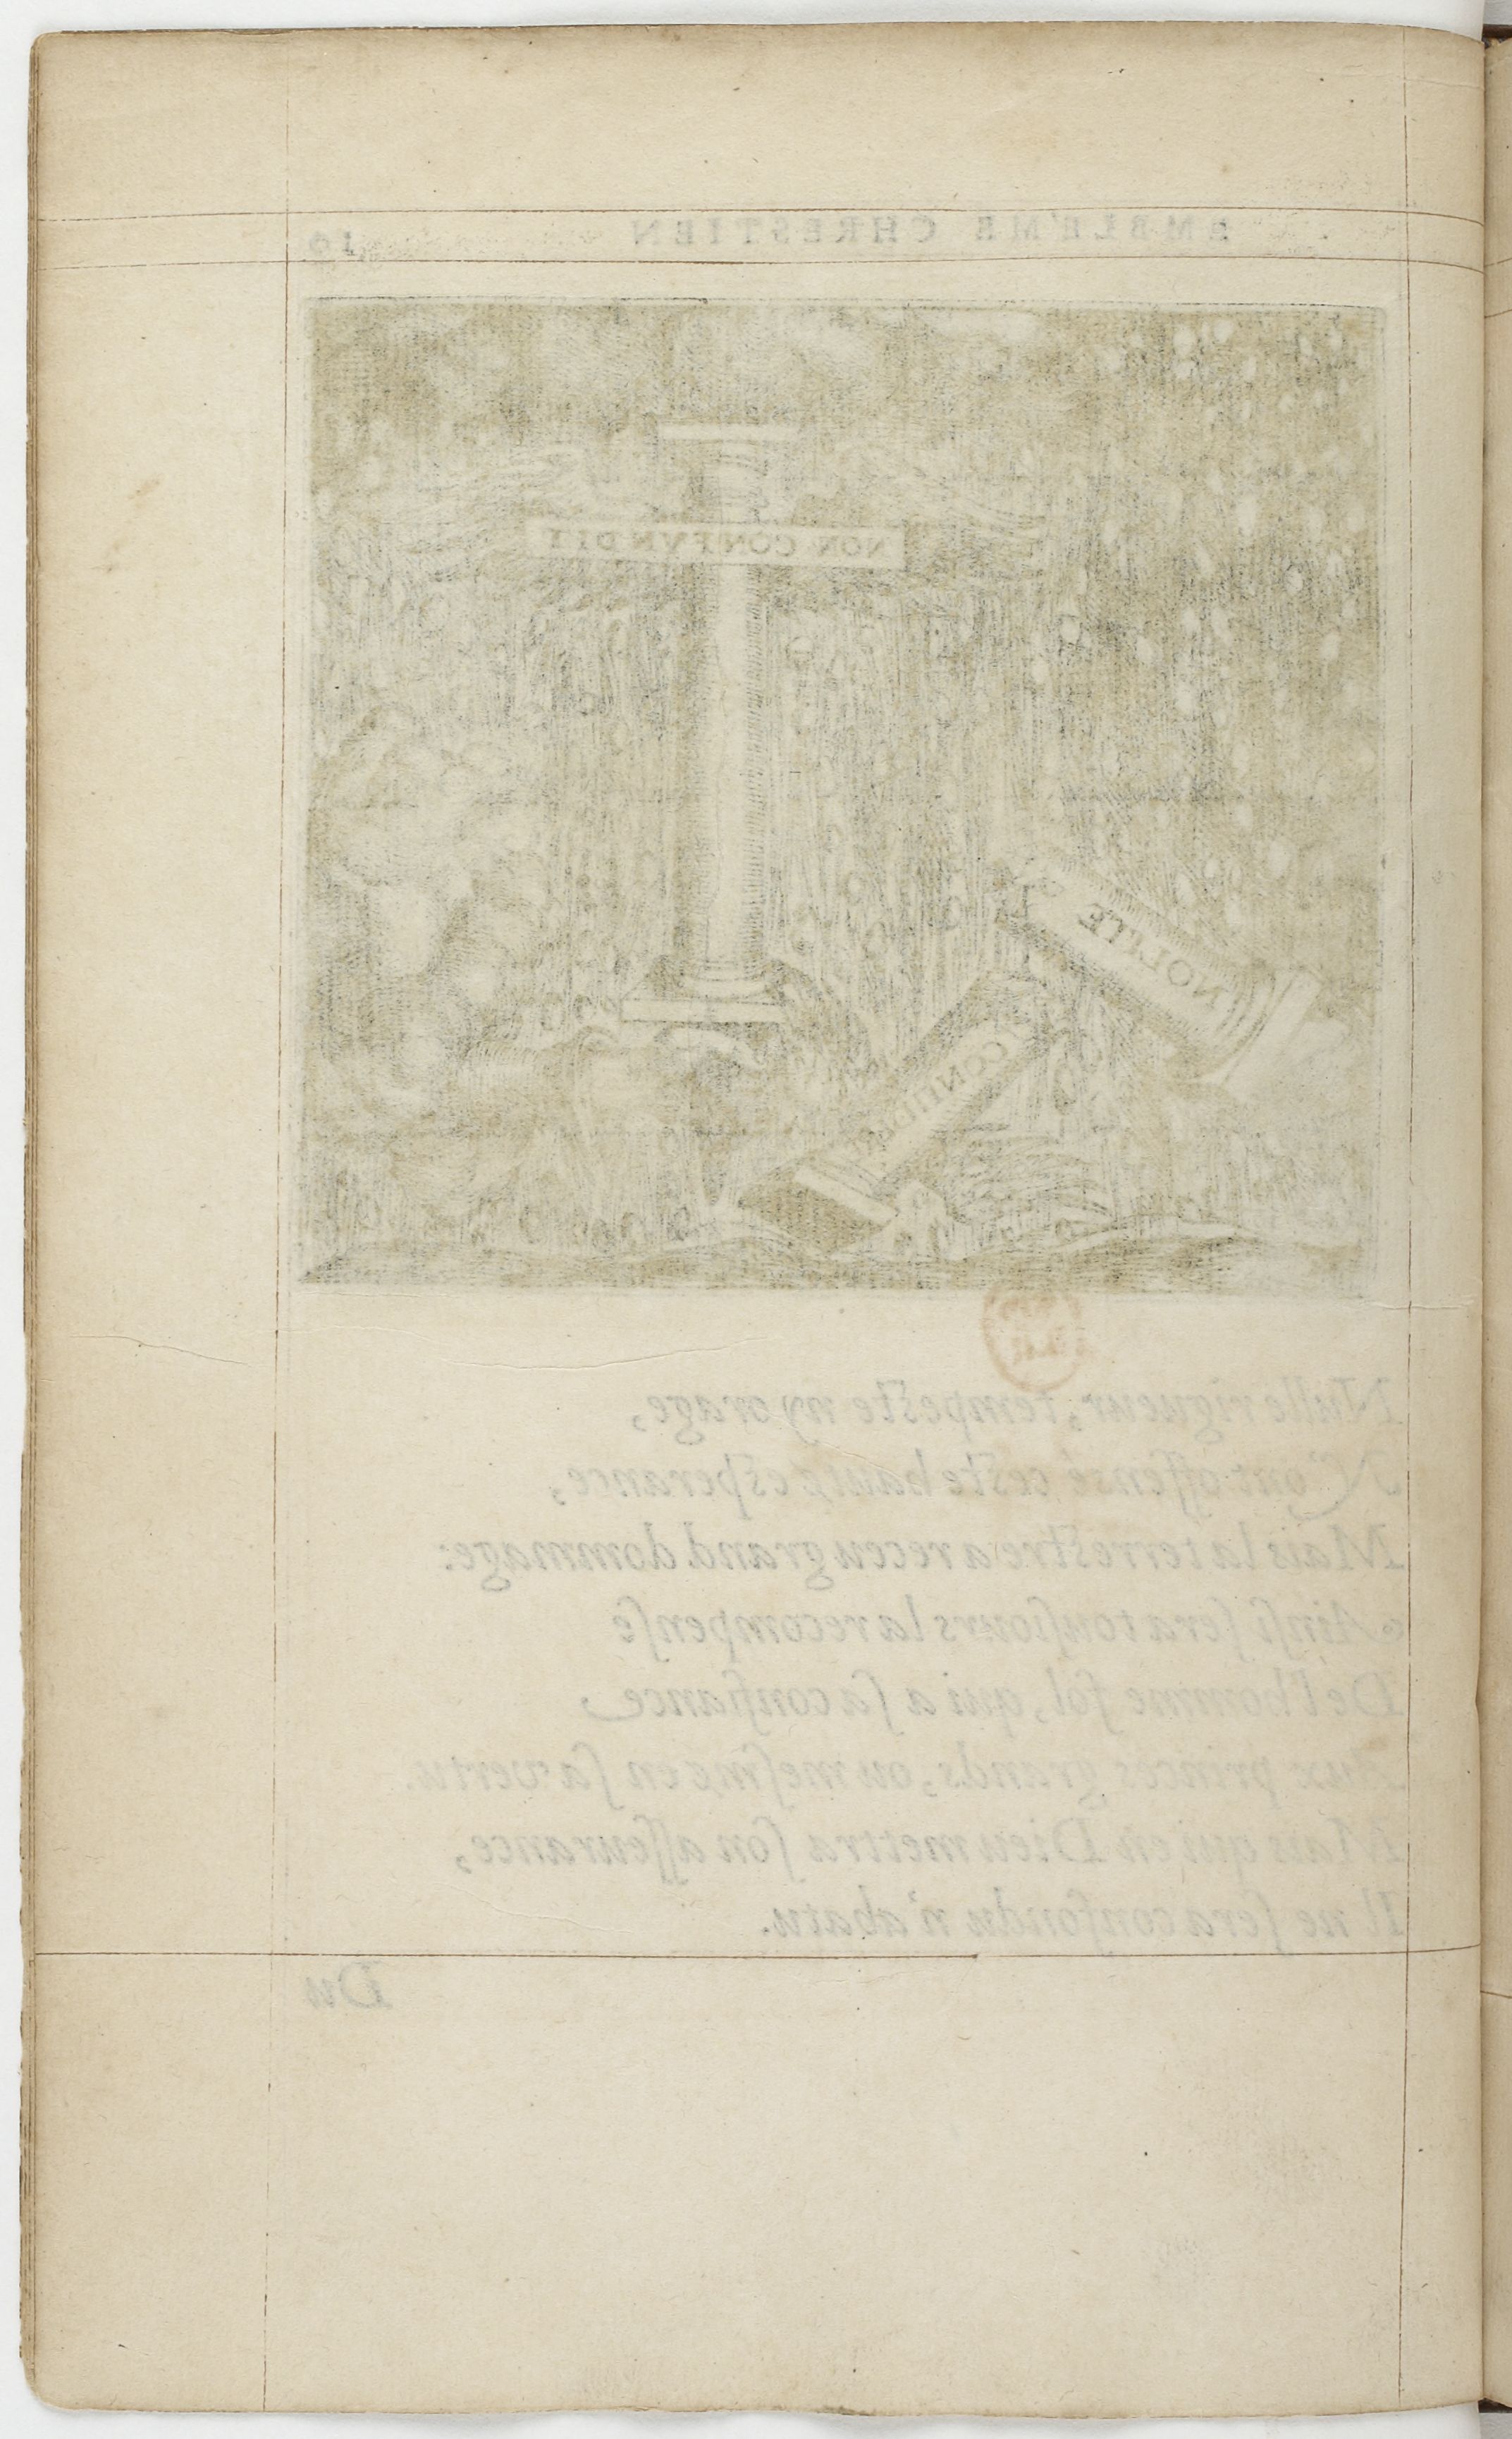 EMBLEME CHRESTIEN
NON CONFVNDIT
NOLITE
CONFIDERE
Nulle rigueur, tempeste ny orage,
N'ont offensé ceste haute esperance,
Mais la terrestre a receu grand dommage:
Ainſi ſera touſiours la recompenſe
De l'homme fol, qui a ſa confiance
Aux princes grands, ou meſme en ſa vertu.
Mais qui en Dieu mettra ſon aſſeurance,
Il ne ſera confondu n'abatu.
Du